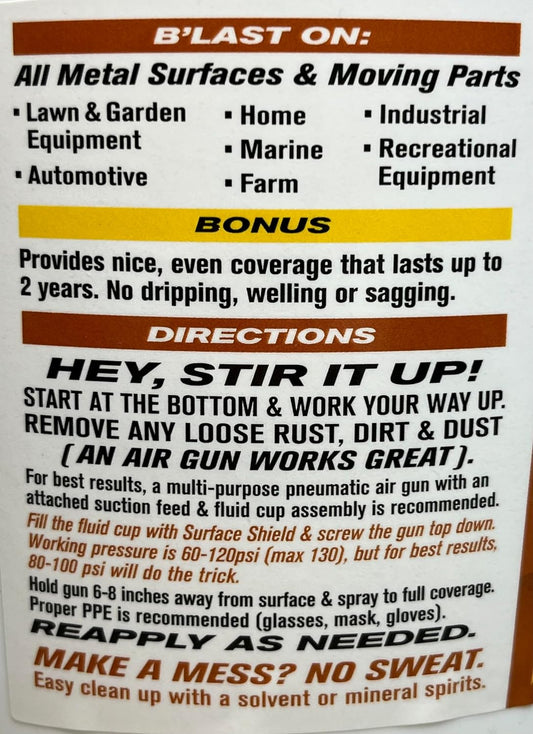 B'LAST ON:
All Metal Surfaces & Moving Parts
▪ Lawn & Garden Equipment
▪ Automotive
▪ Home
▪ Marine
▪ Farm
▪ Industrial
▪ Recreational Equipment
BONUS
Provides nice, even coverage that lasts up to
2 years. No dripping, welling or sagging.
DIRECTIONS
HEY, STIR IT UP!
START AT THE BOTTOM & WORK YOUR WAY UP.
REMOVE ANY LOOSE RUST, DIRT & DUST
(AN AIR GUN WORKS GREAT).
For best results, a multi-purpose pneumatic air gun with an
attached suction feed & fluid cup assembly is recommended.
Fill the fluid cup with Surface Shield & screw the gun top down.
Working pressure is 60-120psi (max 130), but for best results,
80-100 psi will do the trick.
Hold gun 6-8 inches away from surface & spray to full coverage.
Proper PPE is recommended (glasses, mask, gloves).
REAPPLY AS NEEDED.
MAKE A MESS? NO SWEAT.
Easy clean up with a solvent or mineral spirits.